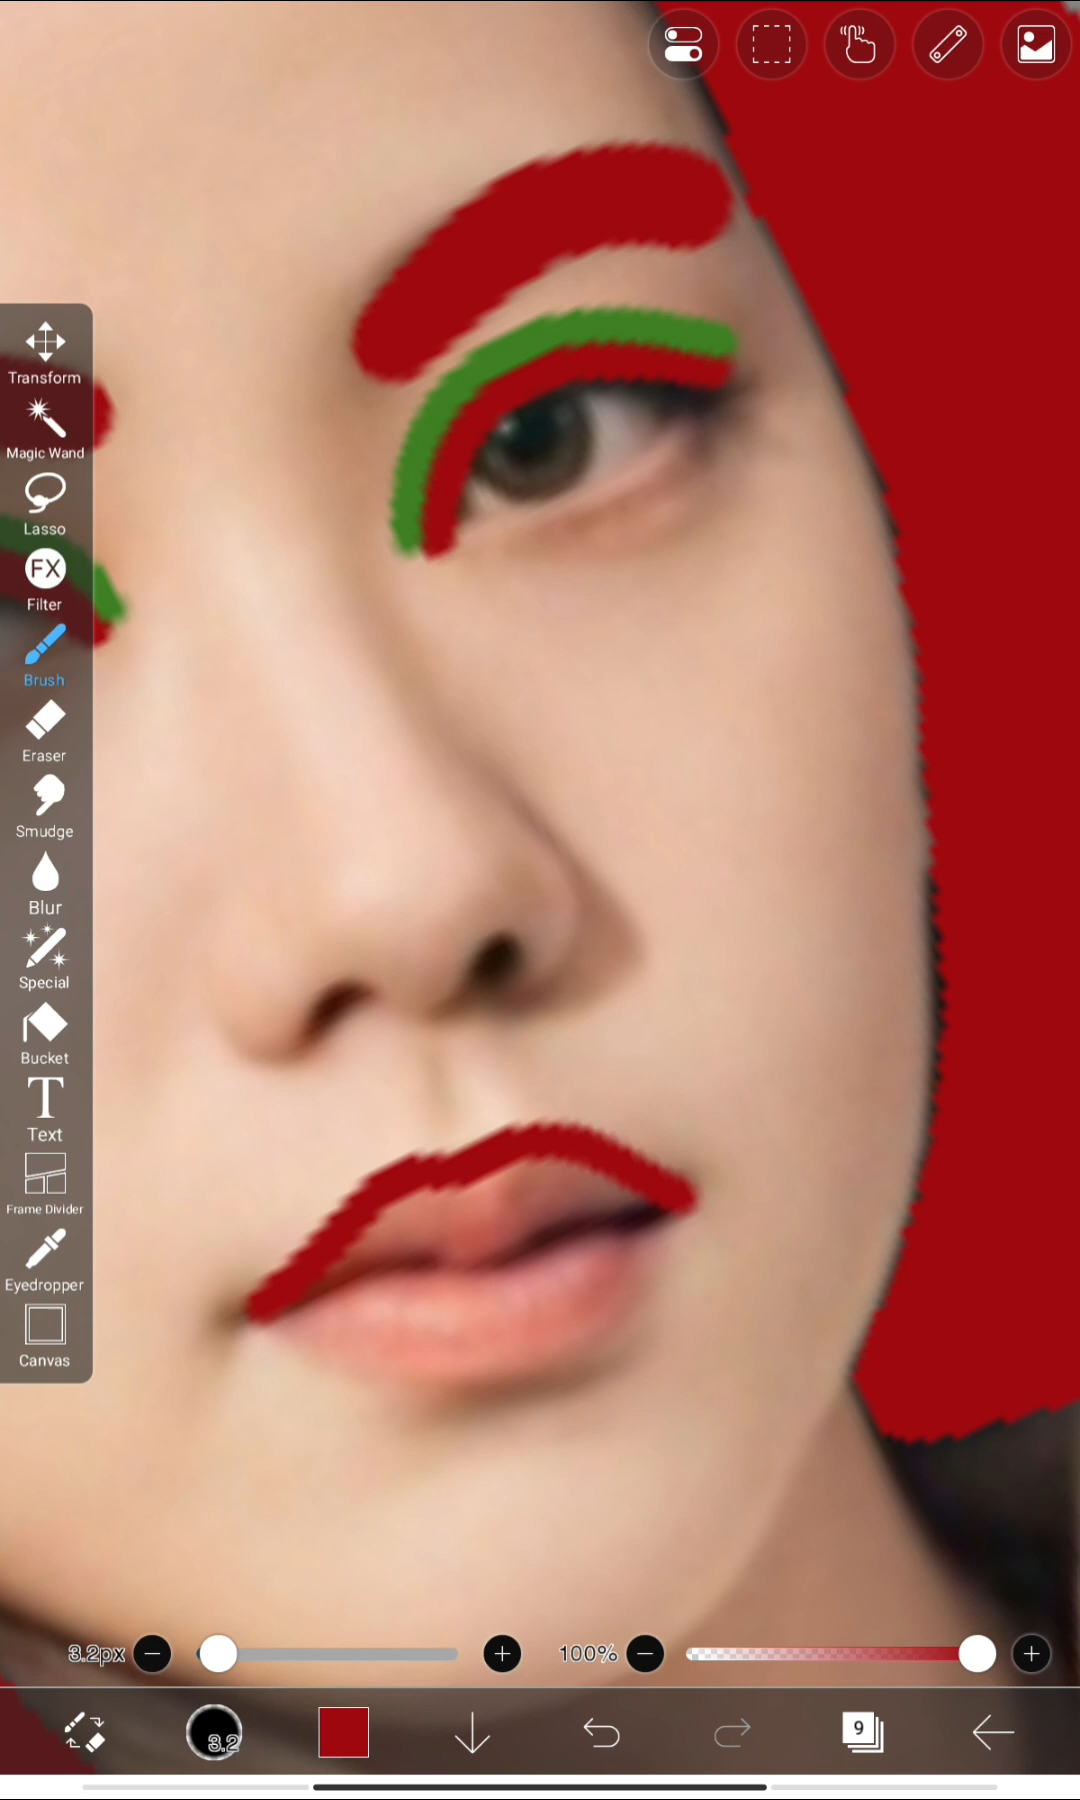 Transform
Magic Wand
Lasso
FX
Filter
Brush
Eraser
Smudge
Blur
Special
Bucket
T
Text
Frame Divider
Eyedropper
Canvas
3.2px
100%
3.2
9